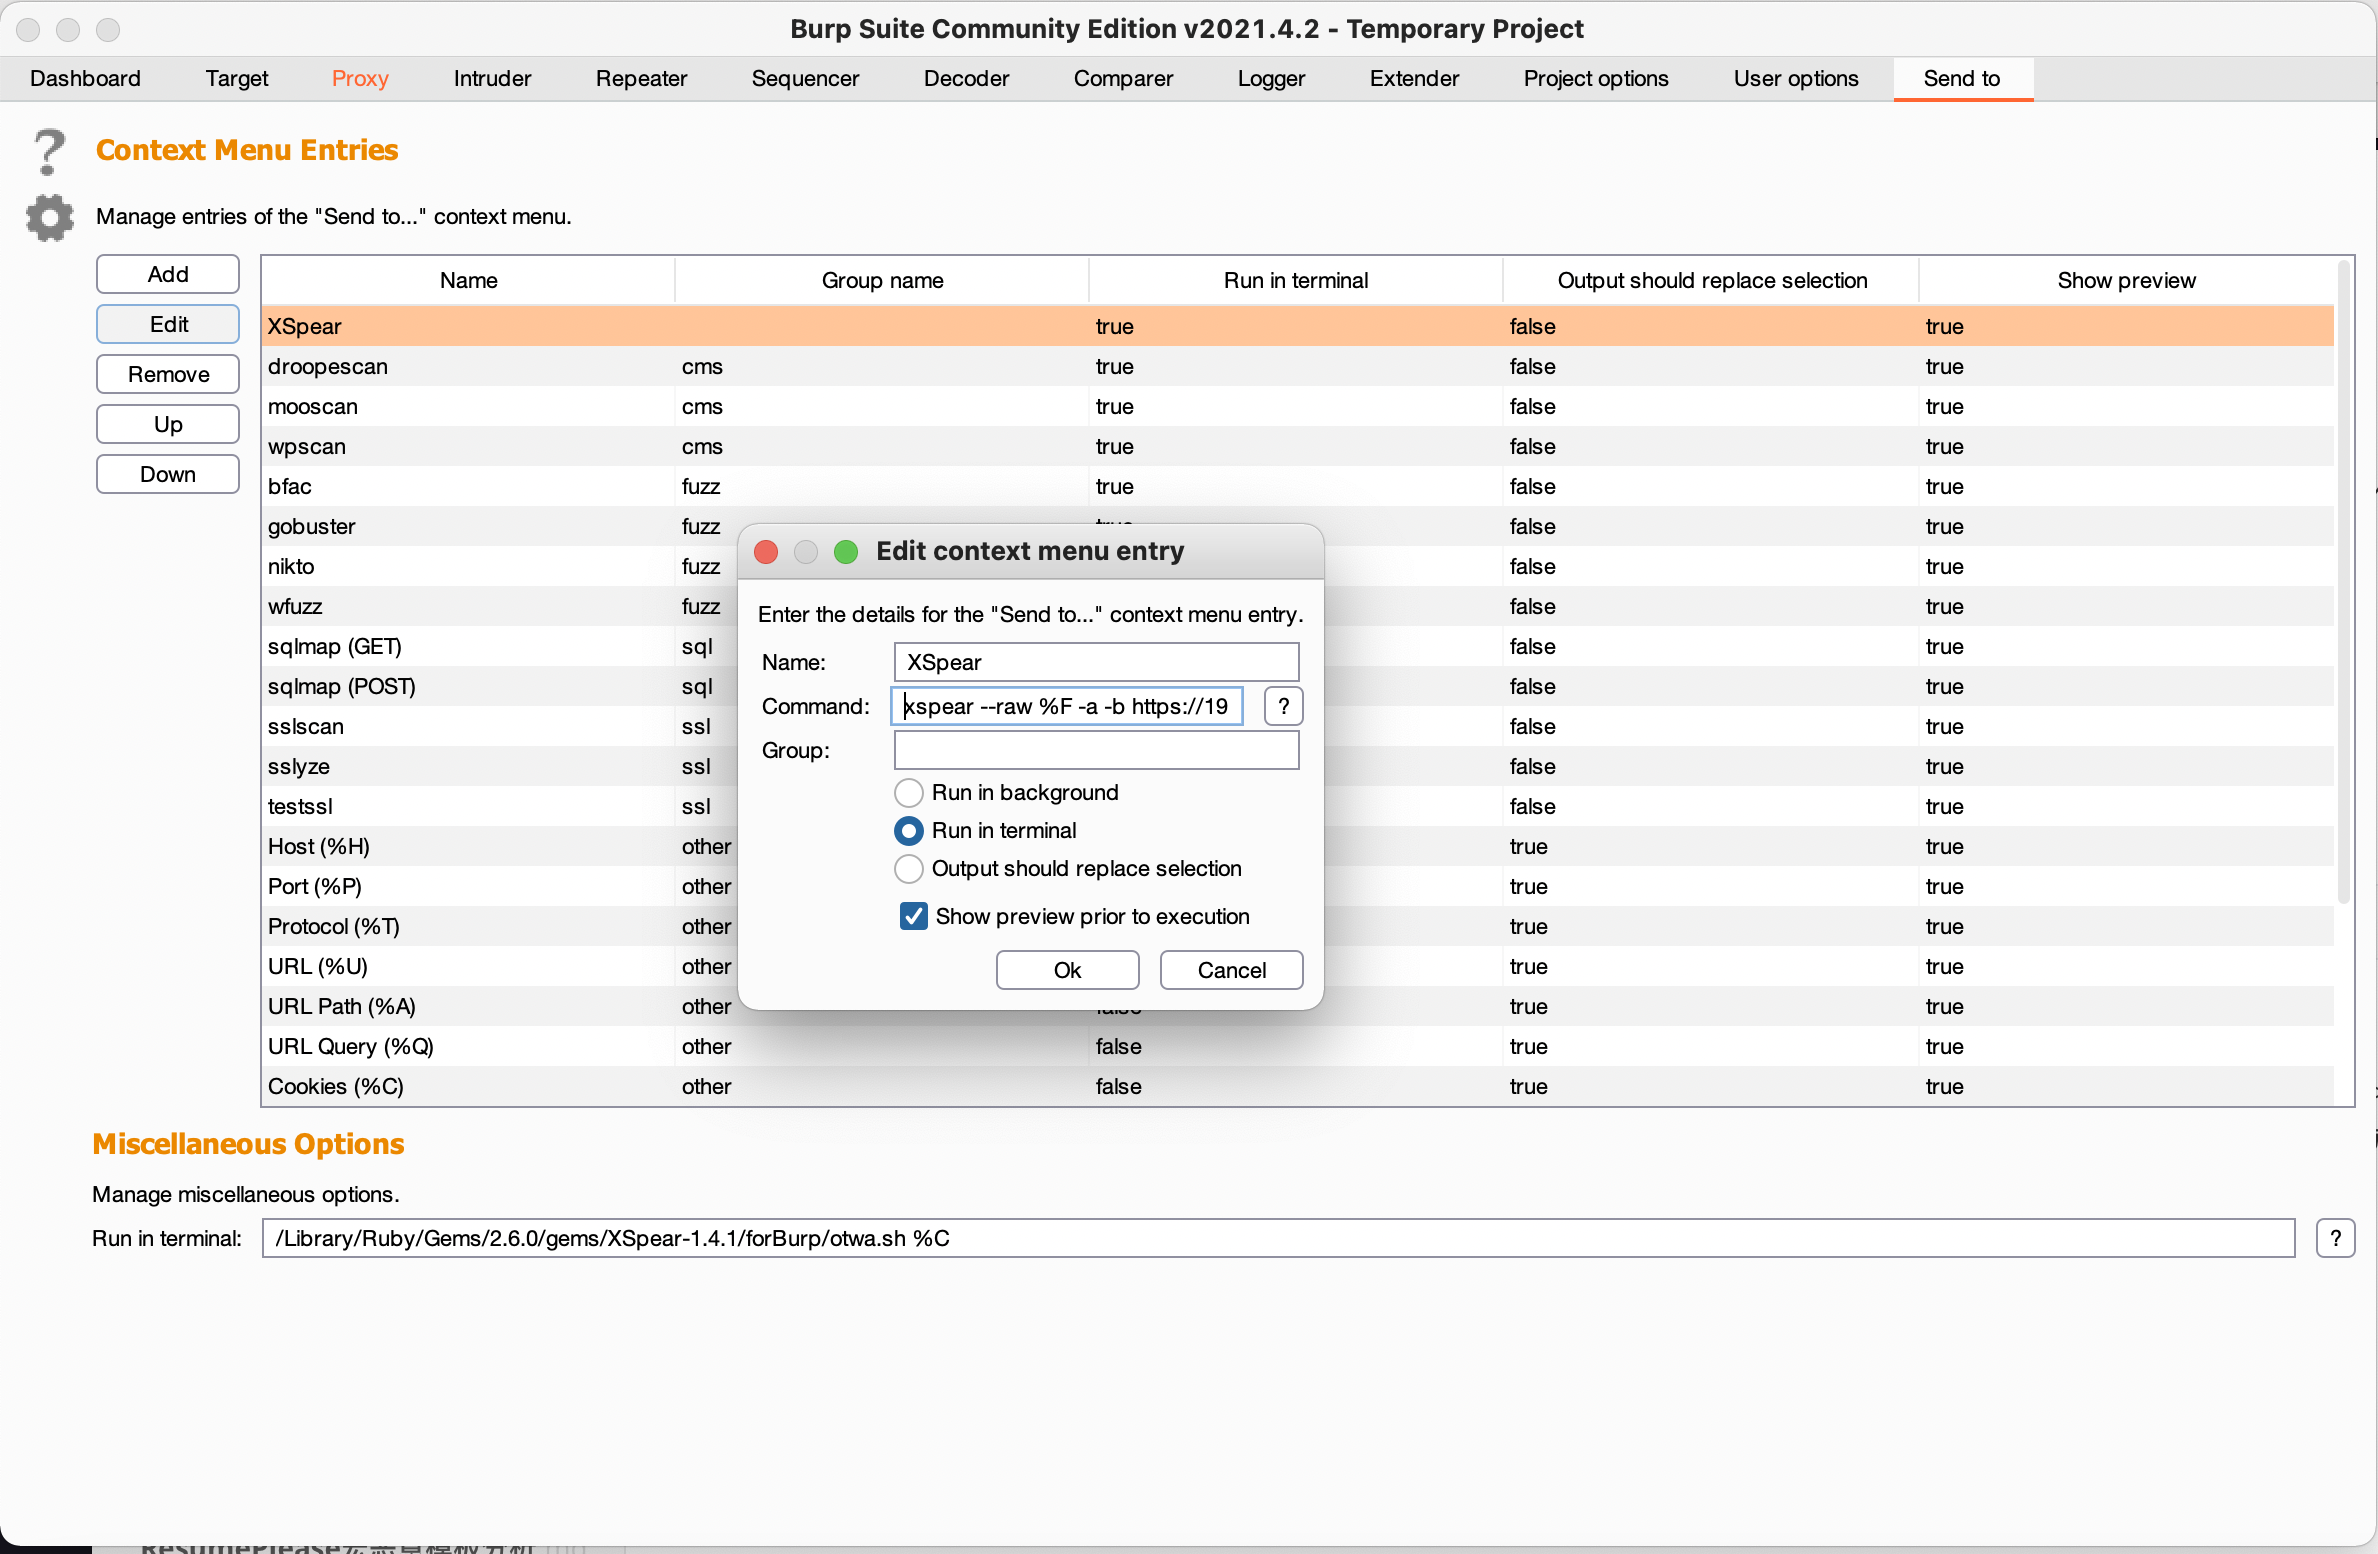 Burp Suite Community Edition v2021.4.2 - Temporary Project
Dashboard Target Proxy Intruder Repeater Sequencer Decoder Comparer Logger Extender Project options User options Send to
Context Menu Entries
Manage entries of the "Send to..." context menu.
Add
Edit
Remove
Up
Down
Name Group name Run in terminal Output should replace selection Show preview
XSpear true false true
droopescan cms true false true
mooscan cms true false true
wpscan cms true false true
bfac fuzz true false true
gobuster fuzz false true
nikto fuzz false true
wfuzz fuzz false true
sqlmap (GET) sql false true
sqlmap (POST) sql false true
sslscan ssl false true
sslyze ssl false true
testssl ssl false true
Host (%H) other true true
Port (%P) other true true
Protocol (%T) other true true
URL (%U) other true true
URL Path (%A) other true true
URL Query (%Q) other false true true
Cookies (%C) other false true true
Edit context menu entry
Enter the details for the "Send to..." context menu entry.
Name: XSpear
Command: xspear --raw %F -a -b https://19 ?
Group:
Run in background
Run in terminal
Output should replace selection
Show preview prior to execution
Ok Cancel
Miscellaneous Options
Manage miscellaneous options.
Run in terminal: /Library/Ruby/Gems/2.6.0/gems/XSpear-1.4.1/forBurp/otwa.sh %C ?